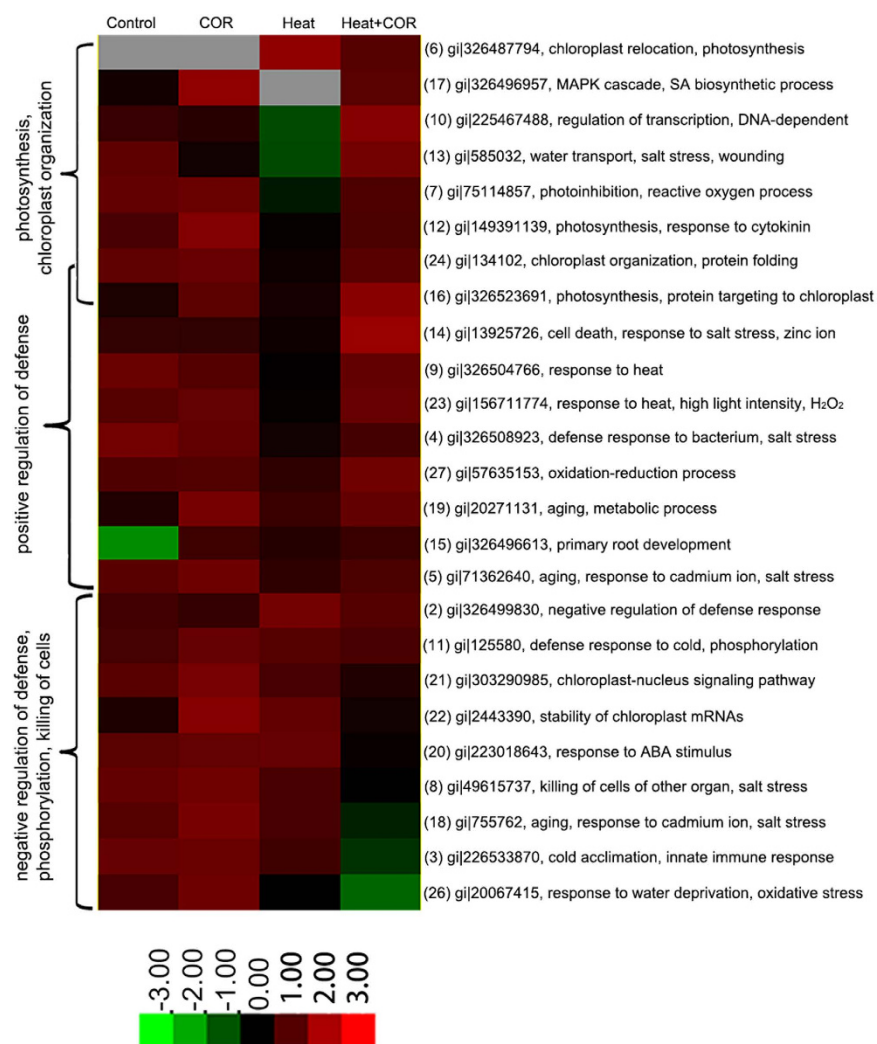 Control COR Heat Heat+COR
(6) gi|326487794, chloroplast relocation, photosynthesis
(17) gi|326496957, MAPK cascade, SA biosynthetic process
(10) gi|225467488, regulation of transcription, DNA-dependent
(13) gi|585032, water transport, salt stress, wounding
(7) gi|75114857, photoinhibition, reactive oxygen process
(12) gi|149391139, photosynthesis, response to cytokinin
(24) gi|134102, chloroplast organization, protein folding
(16) gi|326523691, photosynthesis, protein targeting to chloroplast
(14) gi|13925726, cell death, response to salt stress, zinc ion
(9) gi|326504766, response to heat
(23) gi|156711774, response to heat, high light intensity, H₂O₂
(4) gi|326508923, defense response to bacterium, salt stress
(27) gi|57635153, oxidation-reduction process
(19) gi|20271131, aging, metabolic process
(15) gi|326496613, primary root development
(5) gi|71362640, aging, response to cadmium ion, salt stress
(2) gi|326499830, negative regulation of defense response
(11) gi|125580, defense response to cold, phosphorylation
(21) gi|303290985, chloroplast-nucleus signaling pathway
(22) gi|2443390, stability of chloroplast mRNAs
(20) gi|223018643, response to ABA stimulus
(8) gi|49615737, killing of cells of other organ, salt stress
(18) gi|755762, aging, response to cadmium ion, salt stress
(3) gi|226533870, cold acclimation, innate immune response
(26) gi|20067415, response to water deprivation, oxidative stress
photosynthesis,
chloroplast organization
positive regulation of defense
negative regulation of defense,
phosphorylation, killing of cells
-3.00
-2.00
-1.00
0.00
1.00
2.00
3.00